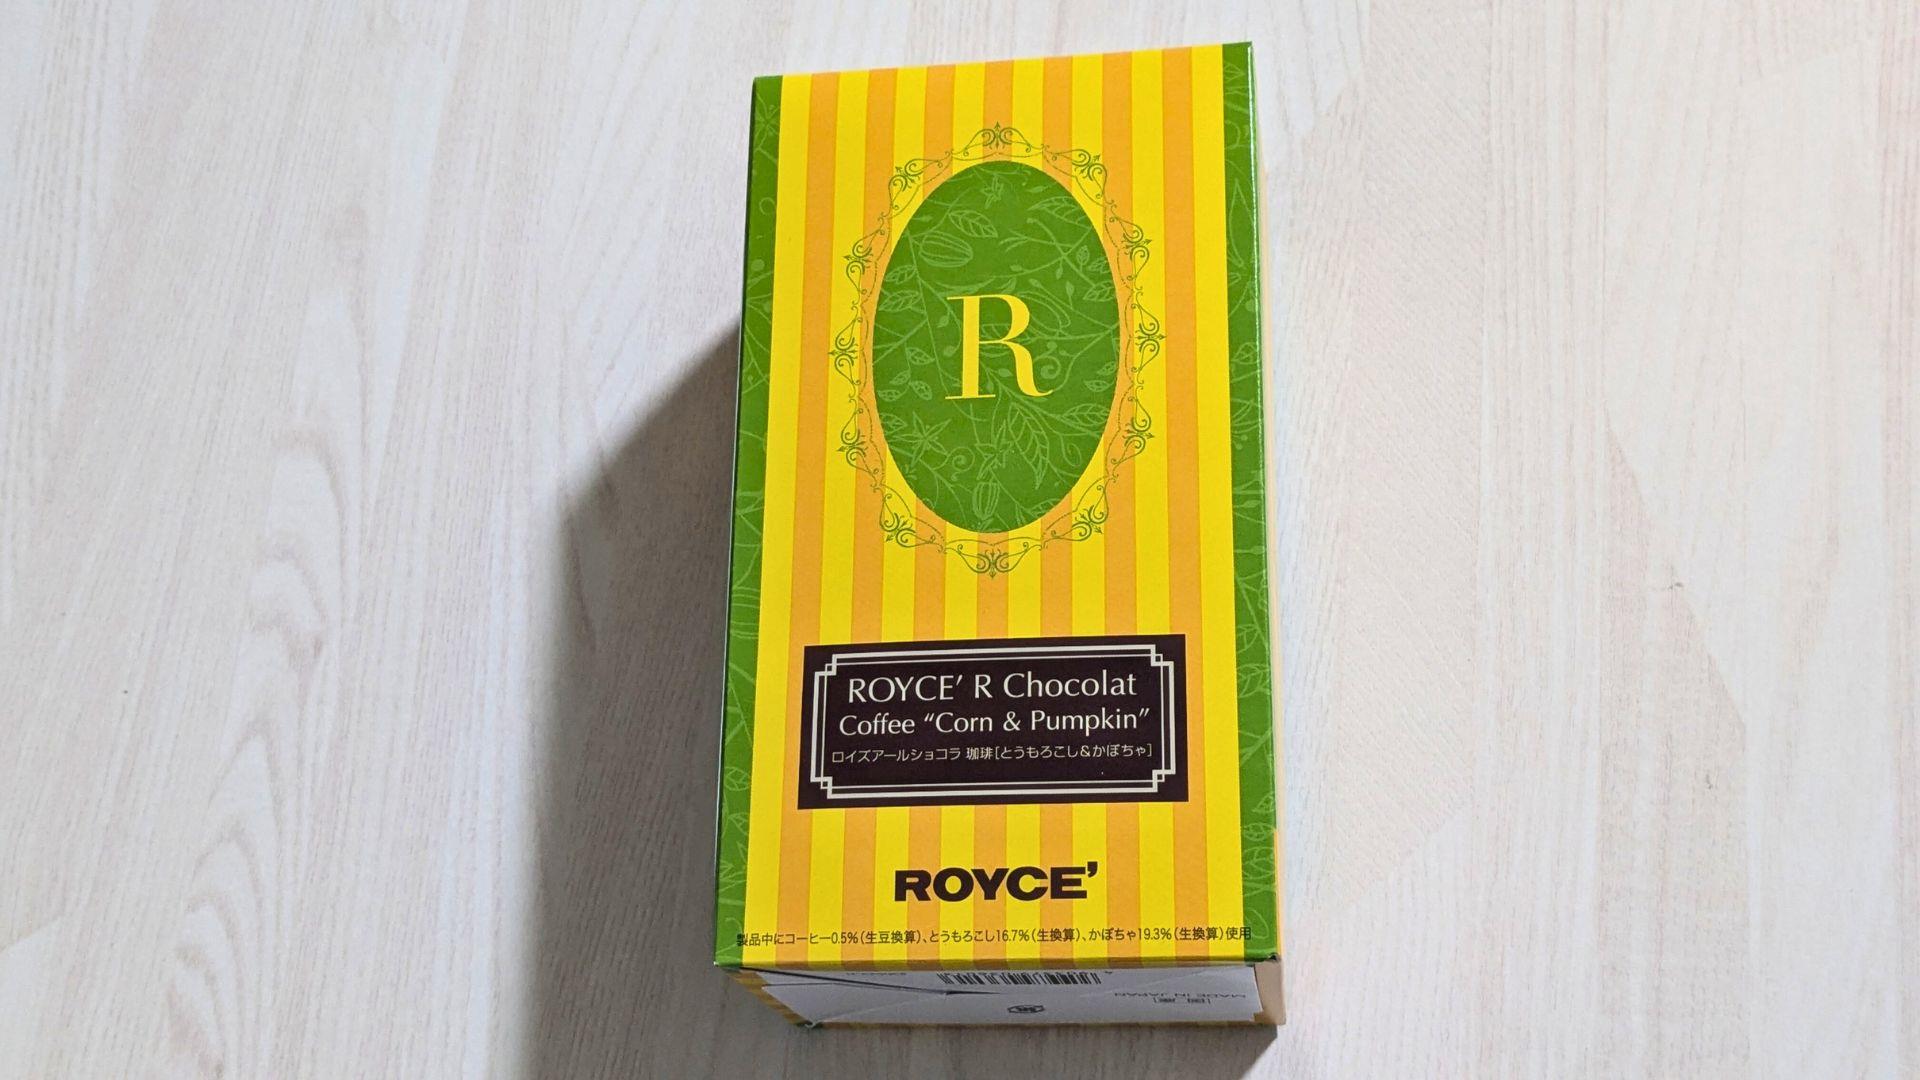 R
ROYCE’ R Chocolat
Coffee “Corn & Pumpkin”
ロイズアールショコラ 珈琲[とうもろこし&かぼちゃ]
ROYCE’
製品中にコーヒー0.5%(生豆換算)、とうもろこし16.7%(生換算)、かぼちゃ19.3%(生換算)使用
MADE IN JAPAN